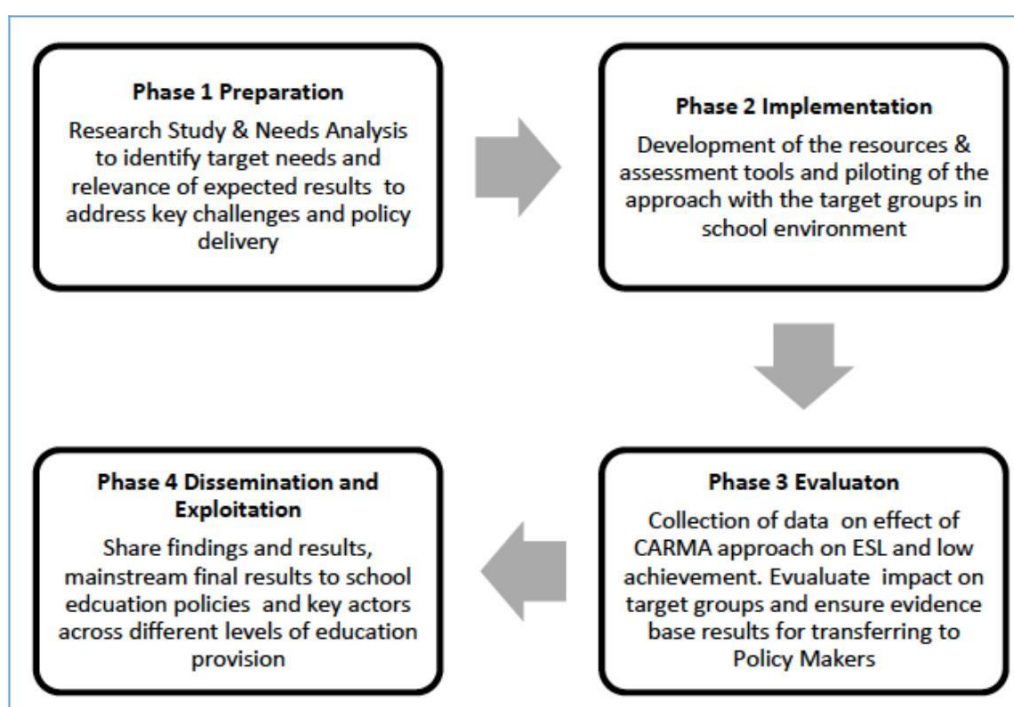 Phase 1 Preparation
Research Study & Needs Analysis
to identify target needs and
relevance of expected results to
address key challenges and policy
delivery
Phase 2 Implementation
Development of the resources &
assessment tools and piloting of the
approach with the target groups in
school environment
Phase 3 Evaluaton
Collection of data on effect of
CARMA approach on ESL and low
achievement. Evualuate impact on
target groups and ensure evidence
base results for transferring to
Policy Makers
Phase 4 Dissemination and
Exploitation
Share findings and results,
mainstream final results to school
edcuation policies and key actors
across different levels of education
provision